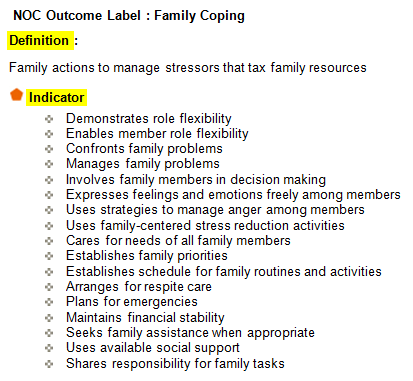 NOC Outcome Label : Family Coping
Definition :
Family actions to manage stressors that tax family resources
Indicator
Demonstrates role flexibility
Enables member role flexibility
Confronts family problems
Manages family problems
Involves family members in decision making
Expresses feelings and emotions freely among members
Uses strategies to manage anger among members
Uses family-centered stress reduction activities
Cares for needs of all family members
Establishes family priorities
Establishes schedule for family routines and activities
Arranges for respite care
Plans for emergencies
Maintains financial stability
Seeks family assistance when appropriate
Uses available social support
Shares responsibility for family tasks